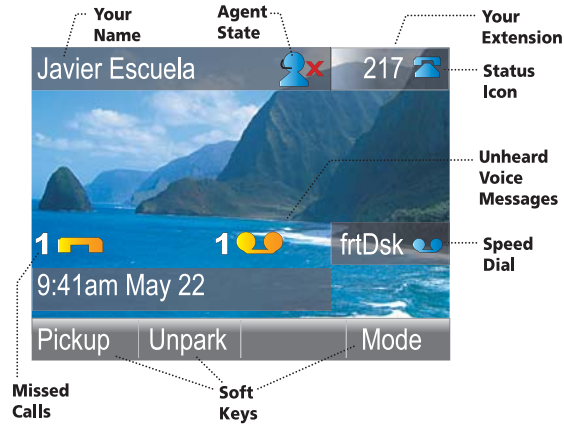 Your Name
Agent State
Your Extension
Javier Escuela
217
Status Icon
Unheard Voice Messages
1
1
frtDsk
Speed Dial
9:41am May 22
Pickup
Unpark
Mode
Missed Calls
Soft Keys